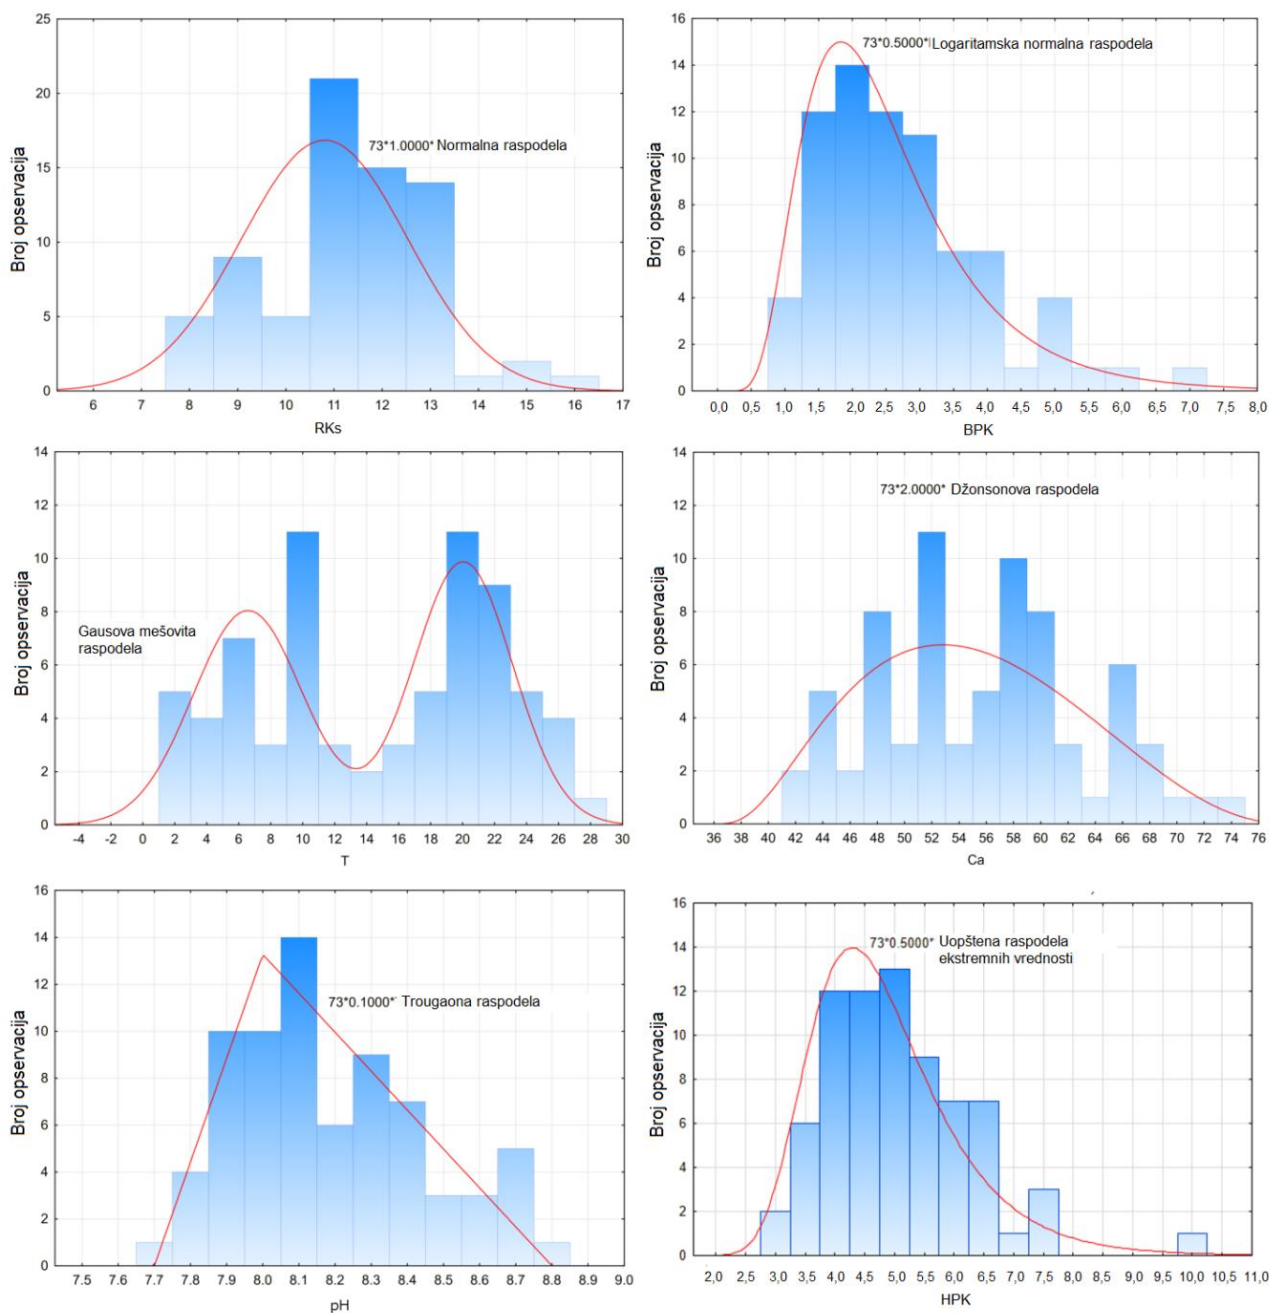 25
20
15
10
5
0
Broj opservacija
73*1.0000* Normalna raspodela
6 7 8 9 10 11 12 13 14 15 16 17
RKs
16
14
12
10
8
6
4
2
0
Broj opservacija
73*0.5000* Logaritamska normalna raspodela
0,0 0,5 1,0 1,5 2,0 2,5 3,0 3,5 4,0 4,5 5,0 5,5 6,0 6,5 7,0 7,5 8,0
BPK
14
12
10
8
6
4
2
0
Broj opservacija
Gausova mešovita
raspodela
-4 -2 0 2 4 6 8 10 12 14 16 18 20 22 24 26 28 30
T
14
12
10
8
6
4
2
0
Broj opservacija
73*2.0000* Džonsonova raspodela
36 38 40 42 44 46 48 50 52 54 56 58 60 62 64 66 68 70 72 74 76
Ca
16
14
12
10
8
6
4
2
0
Broj opservacija
73*0.1000* Trougaona raspodela
7.5 7.6 7.7 7.8 7.9 8.0 8.1 8.2 8.3 8.4 8.5 8.6 8.7 8.8 8.9 9.0
pH
16
14
12
10
8
6
4
2
0
Broj opservacija
73*0.5000* Uopštena raspodela
ekstremnih vrednosti
2,0 2,5 3,0 3,5 4,0 4,5 5,0 5,5 6,0 6,5 7,0 7,5 8,0 8,5 9,0 9,5 10,0 10,5 11,0
HPK